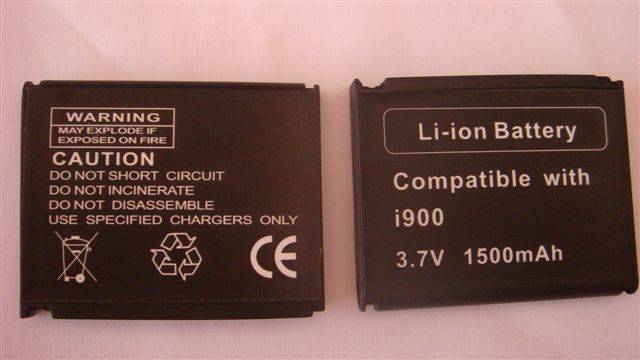 WARNING
MAY EXPLODE IF
EXPOSED ON FIRE
CAUTION
DO NOT SHORT CIRCUIT
DO NOT INCINERATE
DO NOT DISASSEMBLE
USE SPECIFIED CHARGERS ONLY
CE
Li-ion Battery
Compatible with
i900
3.7V 1500mAh